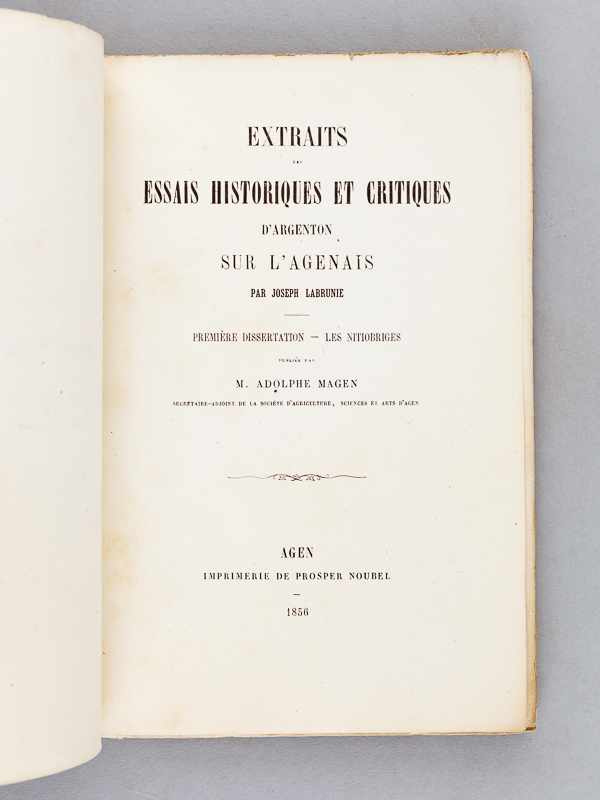 EXTRAITS
DES
ESSAIS HISTORIQUES ET CRITIQUES
D'ARGENTON
SUR L'AGENAIS
PAR JOSEPH LABRUNIE
PREMIÈRE DISSERTATION — LES NITIOBRIGES
PUBLIÉE PAR
M. ADOLPHE MAGEN
SECRÉTAIRE-ADJOINT DE LA SOCIÉTÉ D'AGRICULTURE, SCIENCES ET ARTS D'AGEN
AGEN
IMPRIMERIE DE PROSPER NOUBEL
—
1856